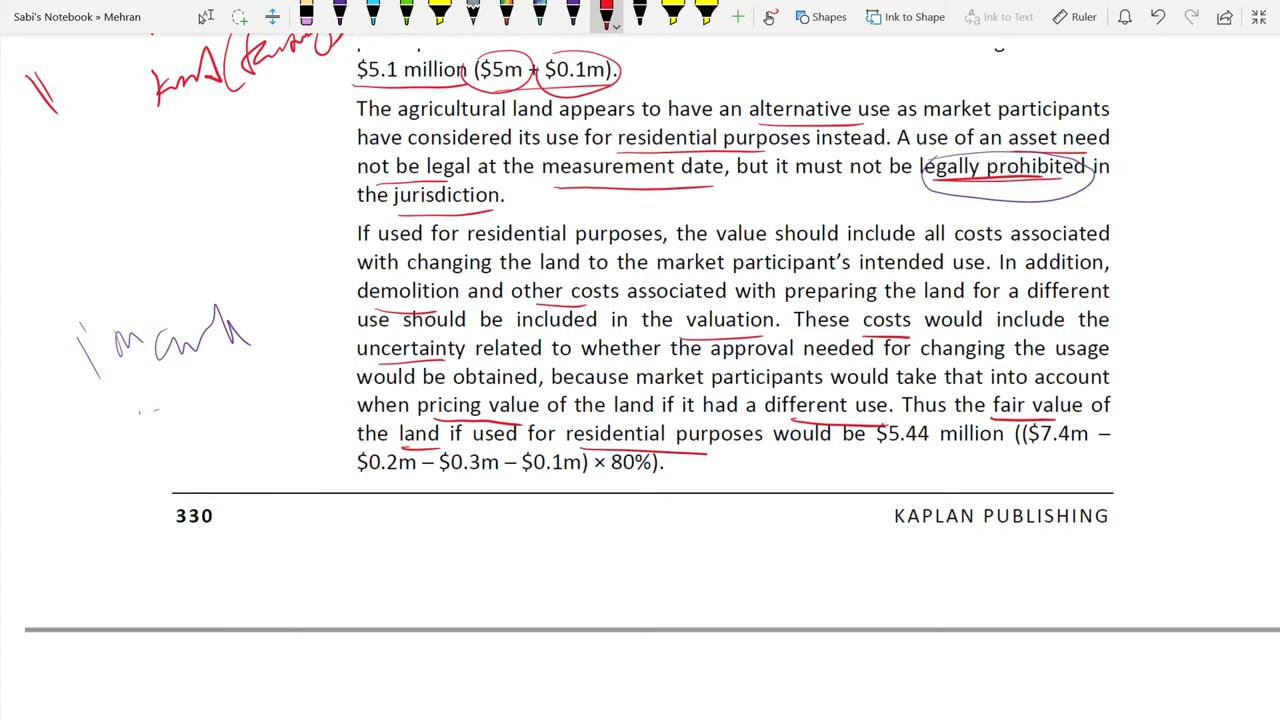 Sabi's Notebook » Mehran
Shapes
Ink to Shape
Ink to Text
Ruler
$5.1 million ($5m + $0.1m).
The agricultural land appears to have an alternative use as market participants
have considered its use for residential purposes instead. A use of an asset need
not be legal at the measurement date, but it must not be legally prohibited in
the jurisdiction.
If used for residential purposes, the value should include all costs associated
with changing the land to the market participant's intended use. In addition,
demolition and other costs associated with preparing the land for a different
use should be included in the valuation. These costs would include the
uncertainty related to whether the approval needed for changing the usage
would be obtained, because market participants would take that into account
when pricing value of the land if it had a different use. Thus the fair value of
the land if used for residential purposes would be $5.44 million (($7.4m –
$0.2m – $0.3m – $0.1m) × 80%).
330
KAPLAN PUBLISHING